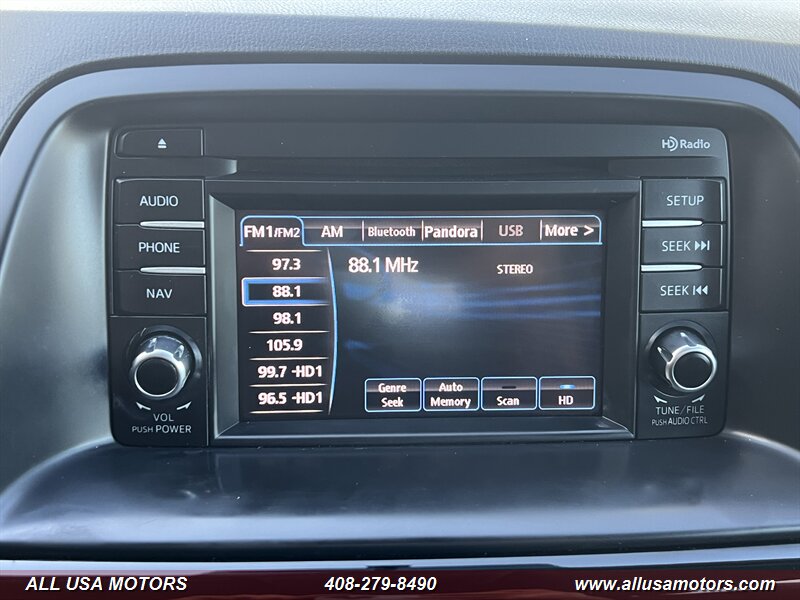 HD Radio
AUDIO
PHONE
NAV
VOL
PUSH POWER
FM1/FM2 AM Bluetooth Pandora USB More >
97.3
88.1
98.1
105.9
99.7 -HD1
96.5 -HD1
88.1 MHz
STEREO
Genre Seek
Auto Memory
Scan
HD
SETUP
SEEK
SEEK
TUNE/FILE
PUSH AUDIO CTRL
ALL USA MOTORS 408-279-8490 www.allusamotors.com